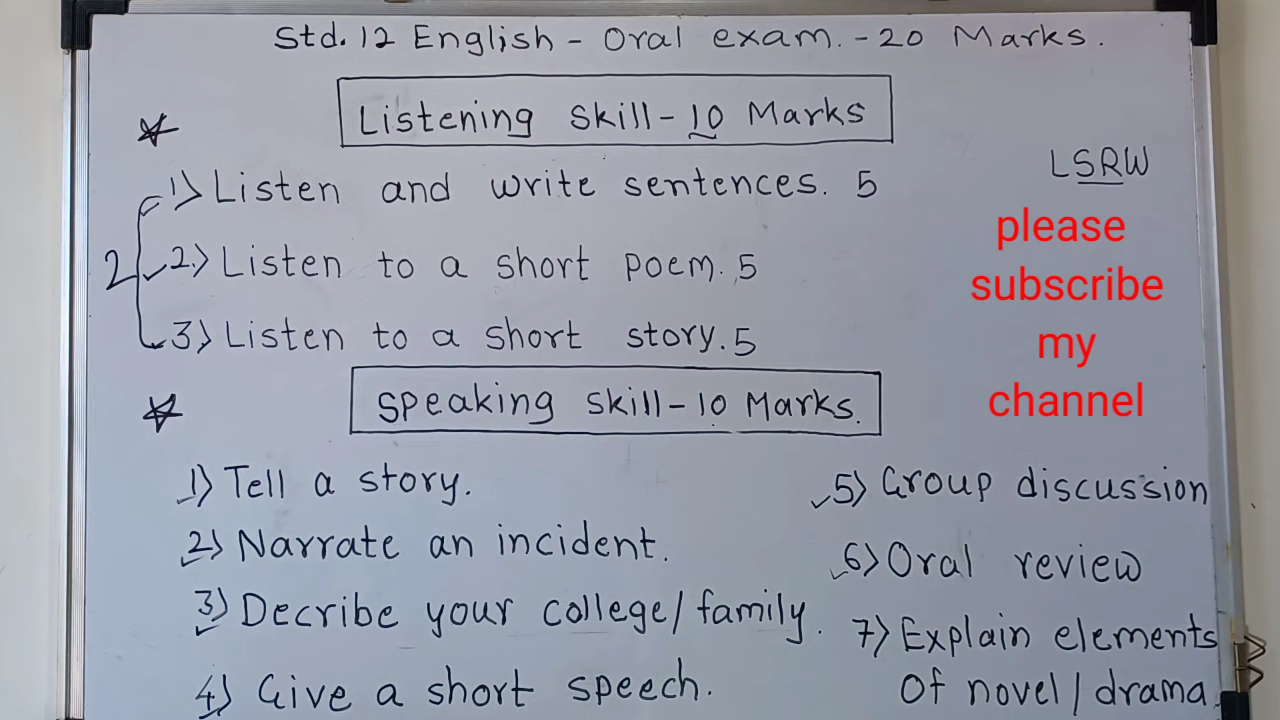 Std. 12 English - Oral exam. - 20 Marks.
Listening Skill - 10 Marks
LSRW
1) Listen and write sentences. 5
2
2.) Listen to a short poem. 5
3) Listen to a short story. 5
please
subscribe
my
channel
Speaking Skill - 10 Marks.
1) Tell a story.
2) Narrate an incident.
3) Decribe your college/family.
4) Give a short speech.
5) Group discussion
6) Oral review
7) Explain elements
Of novel/drama